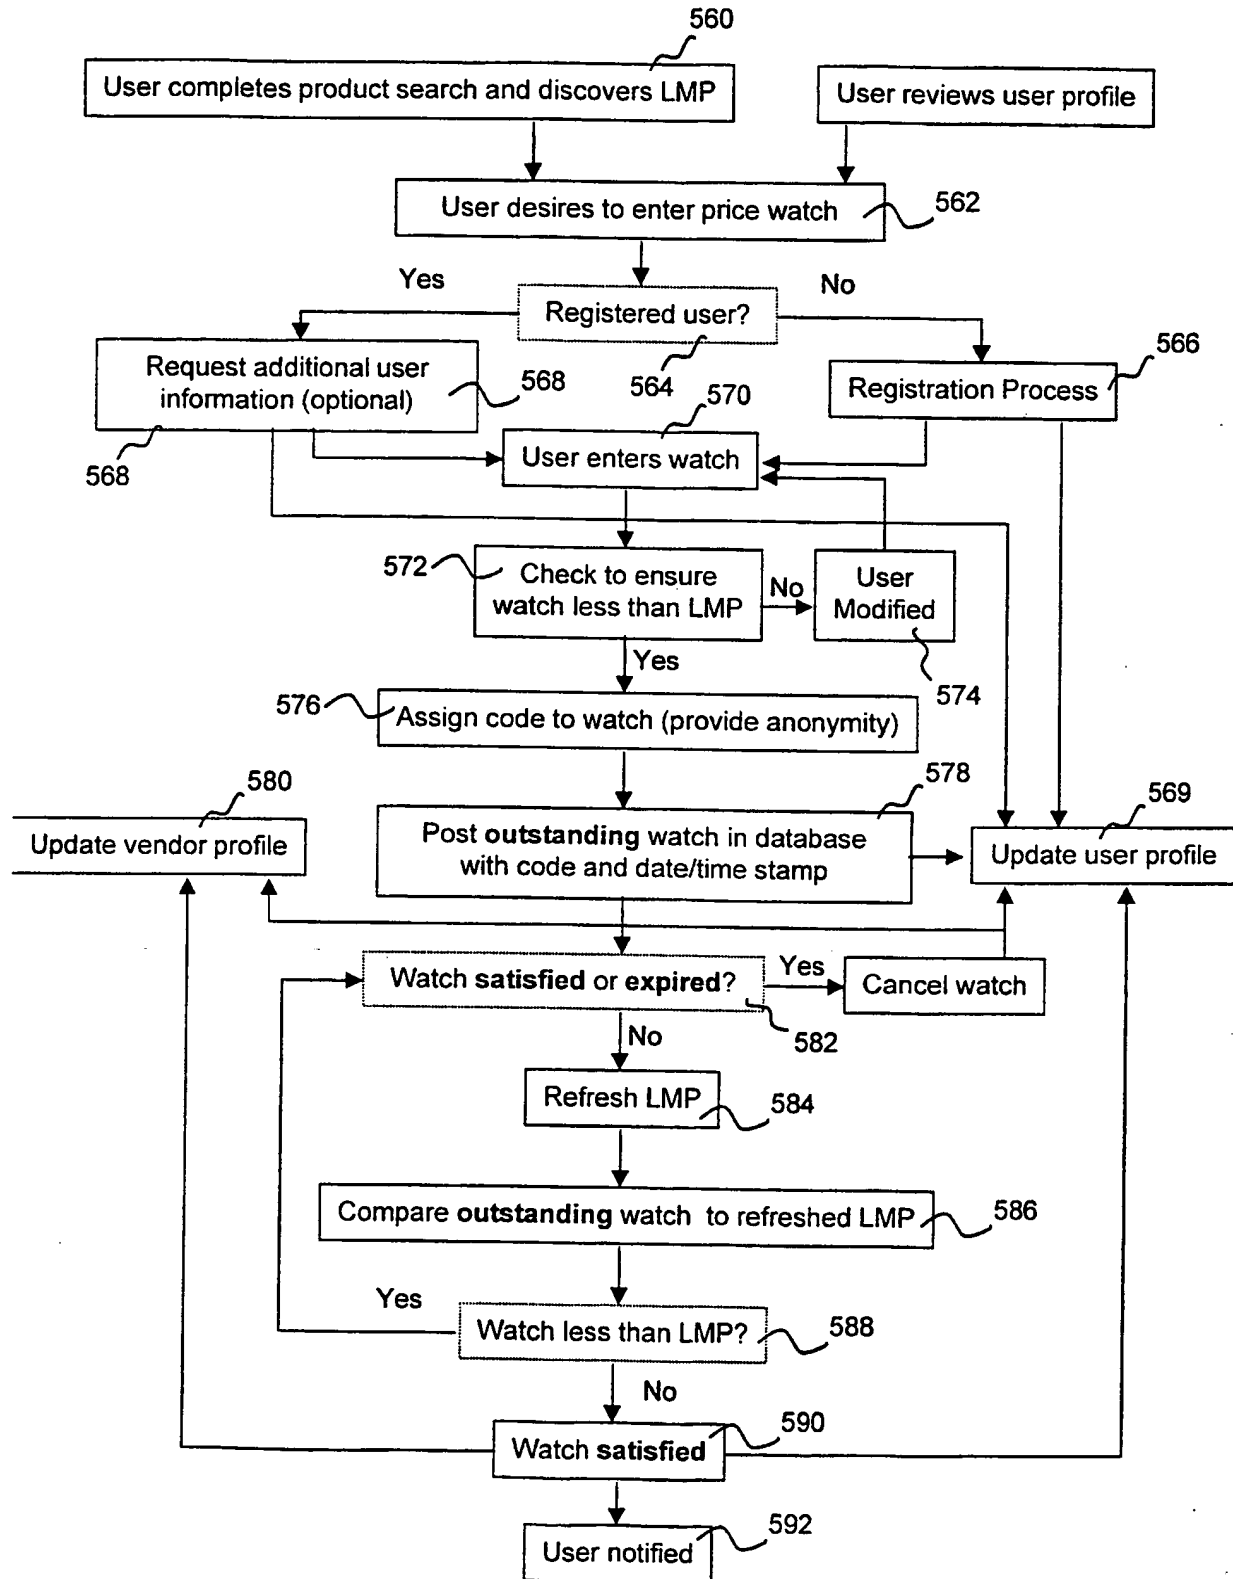 560
User completes product search and discovers LMP
User reviews user profile
User desires to enter price watch
562
Yes
No
Registered user?
564
Request additional user
information (optional)
568
568
566
Registration Process
570
User enters watch
572
Check to ensure
watch less than LMP
No
User
Modified
574
Yes
576
Assign code to watch (provide anonymity)
578
580
569
Update vendor profile
Post outstanding watch in database
with code and date/time stamp
Update user profile
Watch satisfied or expired?
Yes
Cancel watch
582
No
Refresh LMP
584
Compare outstanding watch to refreshed LMP
586
Yes
Watch less than LMP?
588
No
590
Watch satisfied
592
User notified